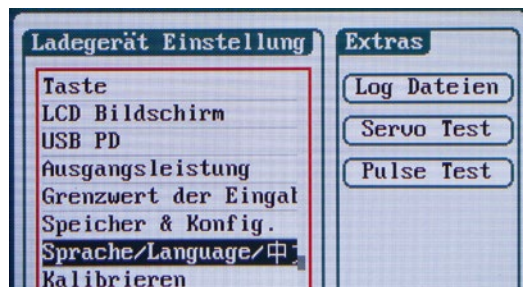 Ladegerät Einstellung
Taste
LCD Bildschirm
USB PD
Ausgangsleistung
Grenzwert der
Speicher & Konfig.
Sprache/Language/中
Kalibrieren
Extras
Log Dateien
Servo Test
Pulse Test